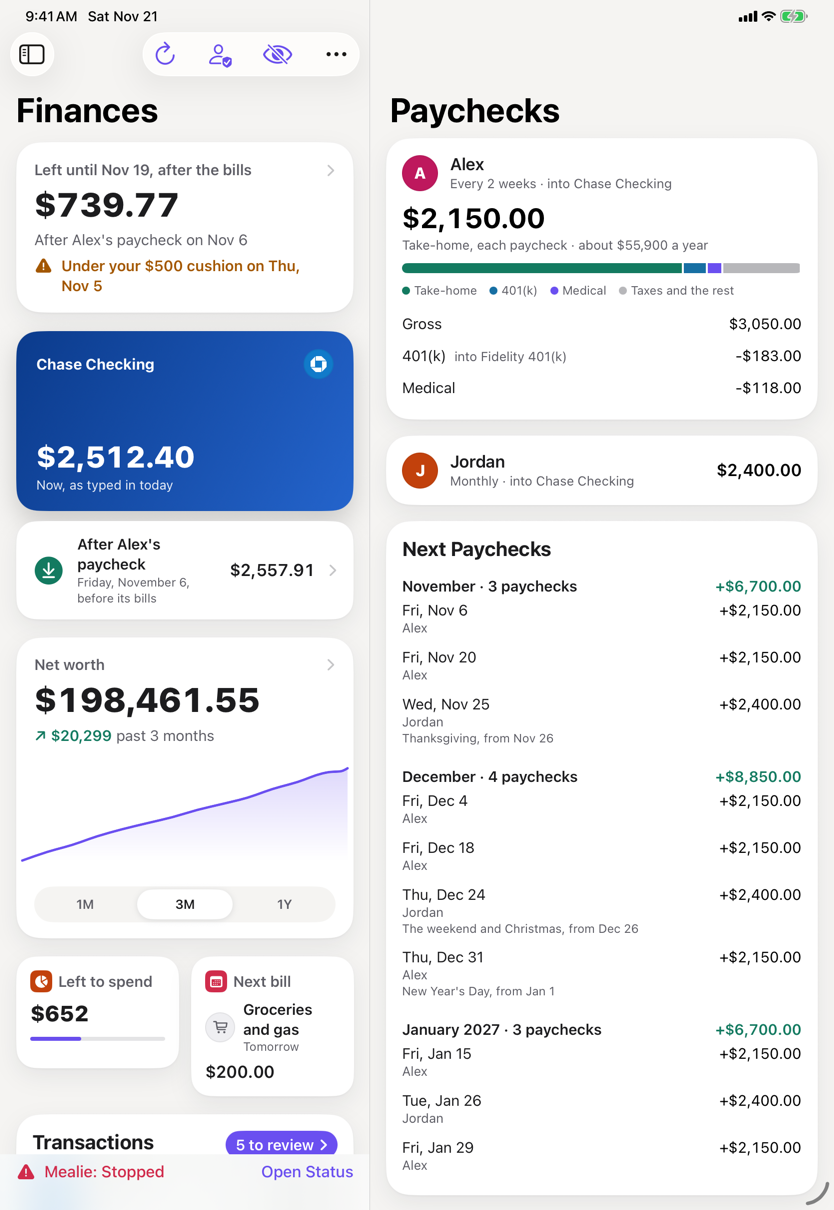 9:41 AM Sat Nov 21
Finances
Left until Nov 19, after the bills
$739.77
After Alex's paycheck on Nov 6
Under your $500 cushion on Thu,
Nov 5
Chase Checking
$2,512.40
Now, as typed in today
After Alex's
paycheck
Friday, November 6,
before its bills
$2,557.91
Net worth
$198,461.55
$20,299 past 3 months
1M 3M 1Y
Left to spend
$652
Next bill
Groceries
and gas
Tomorrow
$200.00
Transactions
5 to review
Mealie: Stopped
Open Status
Paychecks
A
Alex
Every 2 weeks · into Chase Checking
$2,150.00
Take-home, each paycheck · about $55,900 a year
Take-home 401(k) Medical Taxes and the rest
Gross $3,050.00
401(k) into Fidelity 401(k) -$183.00
Medical -$118.00
J
Jordan
Monthly · into Chase Checking
$2,400.00
Next Paychecks
November · 3 paychecks +$6,700.00
Fri, Nov 6 +$2,150.00
Alex
Fri, Nov 20 +$2,150.00
Alex
Wed, Nov 25 +$2,400.00
Jordan
Thanksgiving, from Nov 26
December · 4 paychecks +$8,850.00
Fri, Dec 4 +$2,150.00
Alex
Fri, Dec 18 +$2,150.00
Alex
Thu, Dec 24 +$2,400.00
Jordan
The weekend and Christmas, from Dec 26
Thu, Dec 31 +$2,150.00
Alex
New Year's Day, from Jan 1
January 2027 · 3 paychecks +$6,700.00
Fri, Jan 15 +$2,150.00
Alex
Tue, Jan 26 +$2,400.00
Jordan
Fri, Jan 29 +$2,150.00
Alex